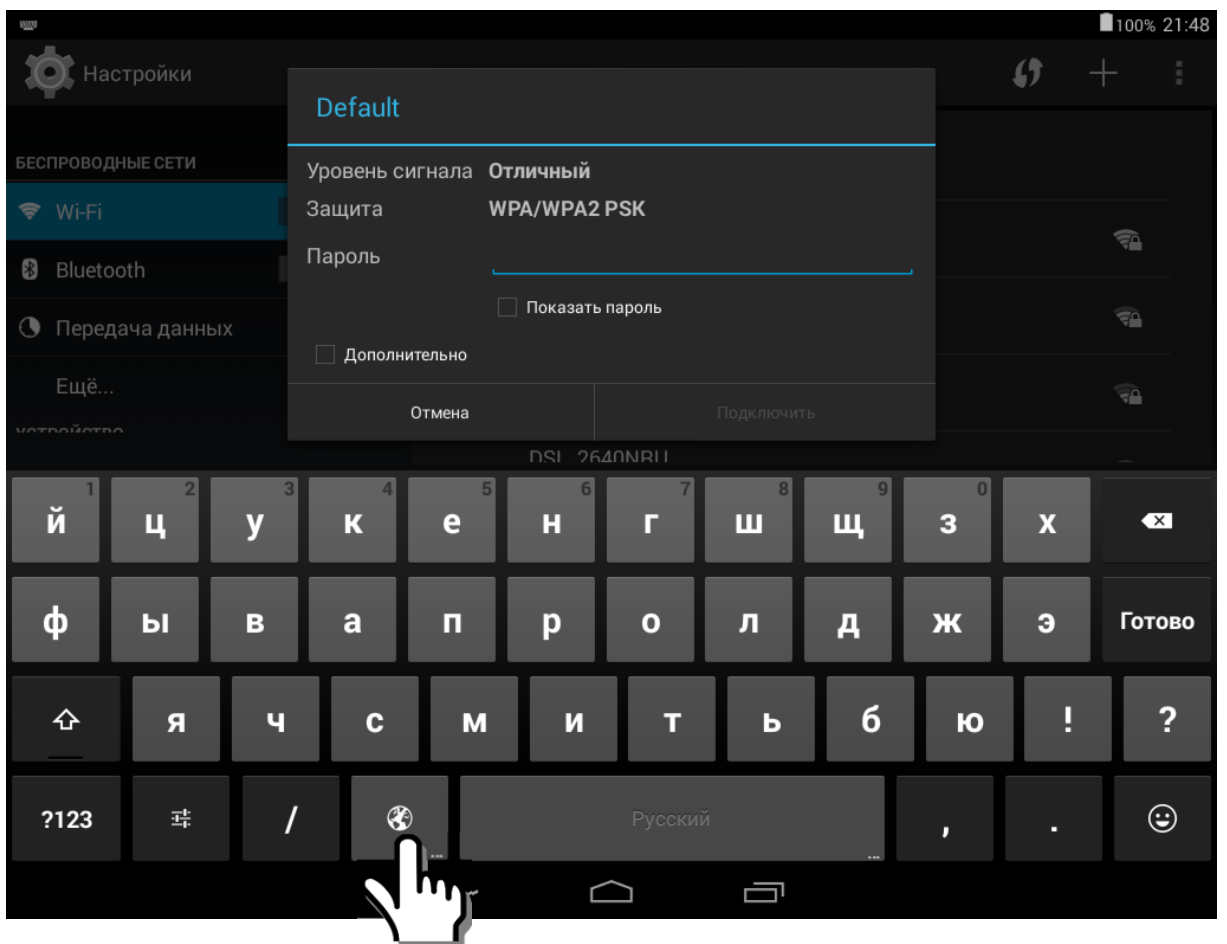 100% 21:48
Настройки
Default
БЕСПРОВОДНЫЕ СЕТИ
Уровень сигнала Отличный
Wi-Fi
Защита WPA/WPA2 PSK
Bluetooth
Пароль
Показать пароль
Передача данных
Дополнительно
Ещё...
Отмена Подключить
УСТРОЙСТВО
DSL_2640NRU
1 2 3 4 5 6 7 8 9 0
й ц у к е н г ш щ з х
ф ы в а п р о л д ж э Готово
я ч с м и т ь б ю ! ?
?123 / Русский , .